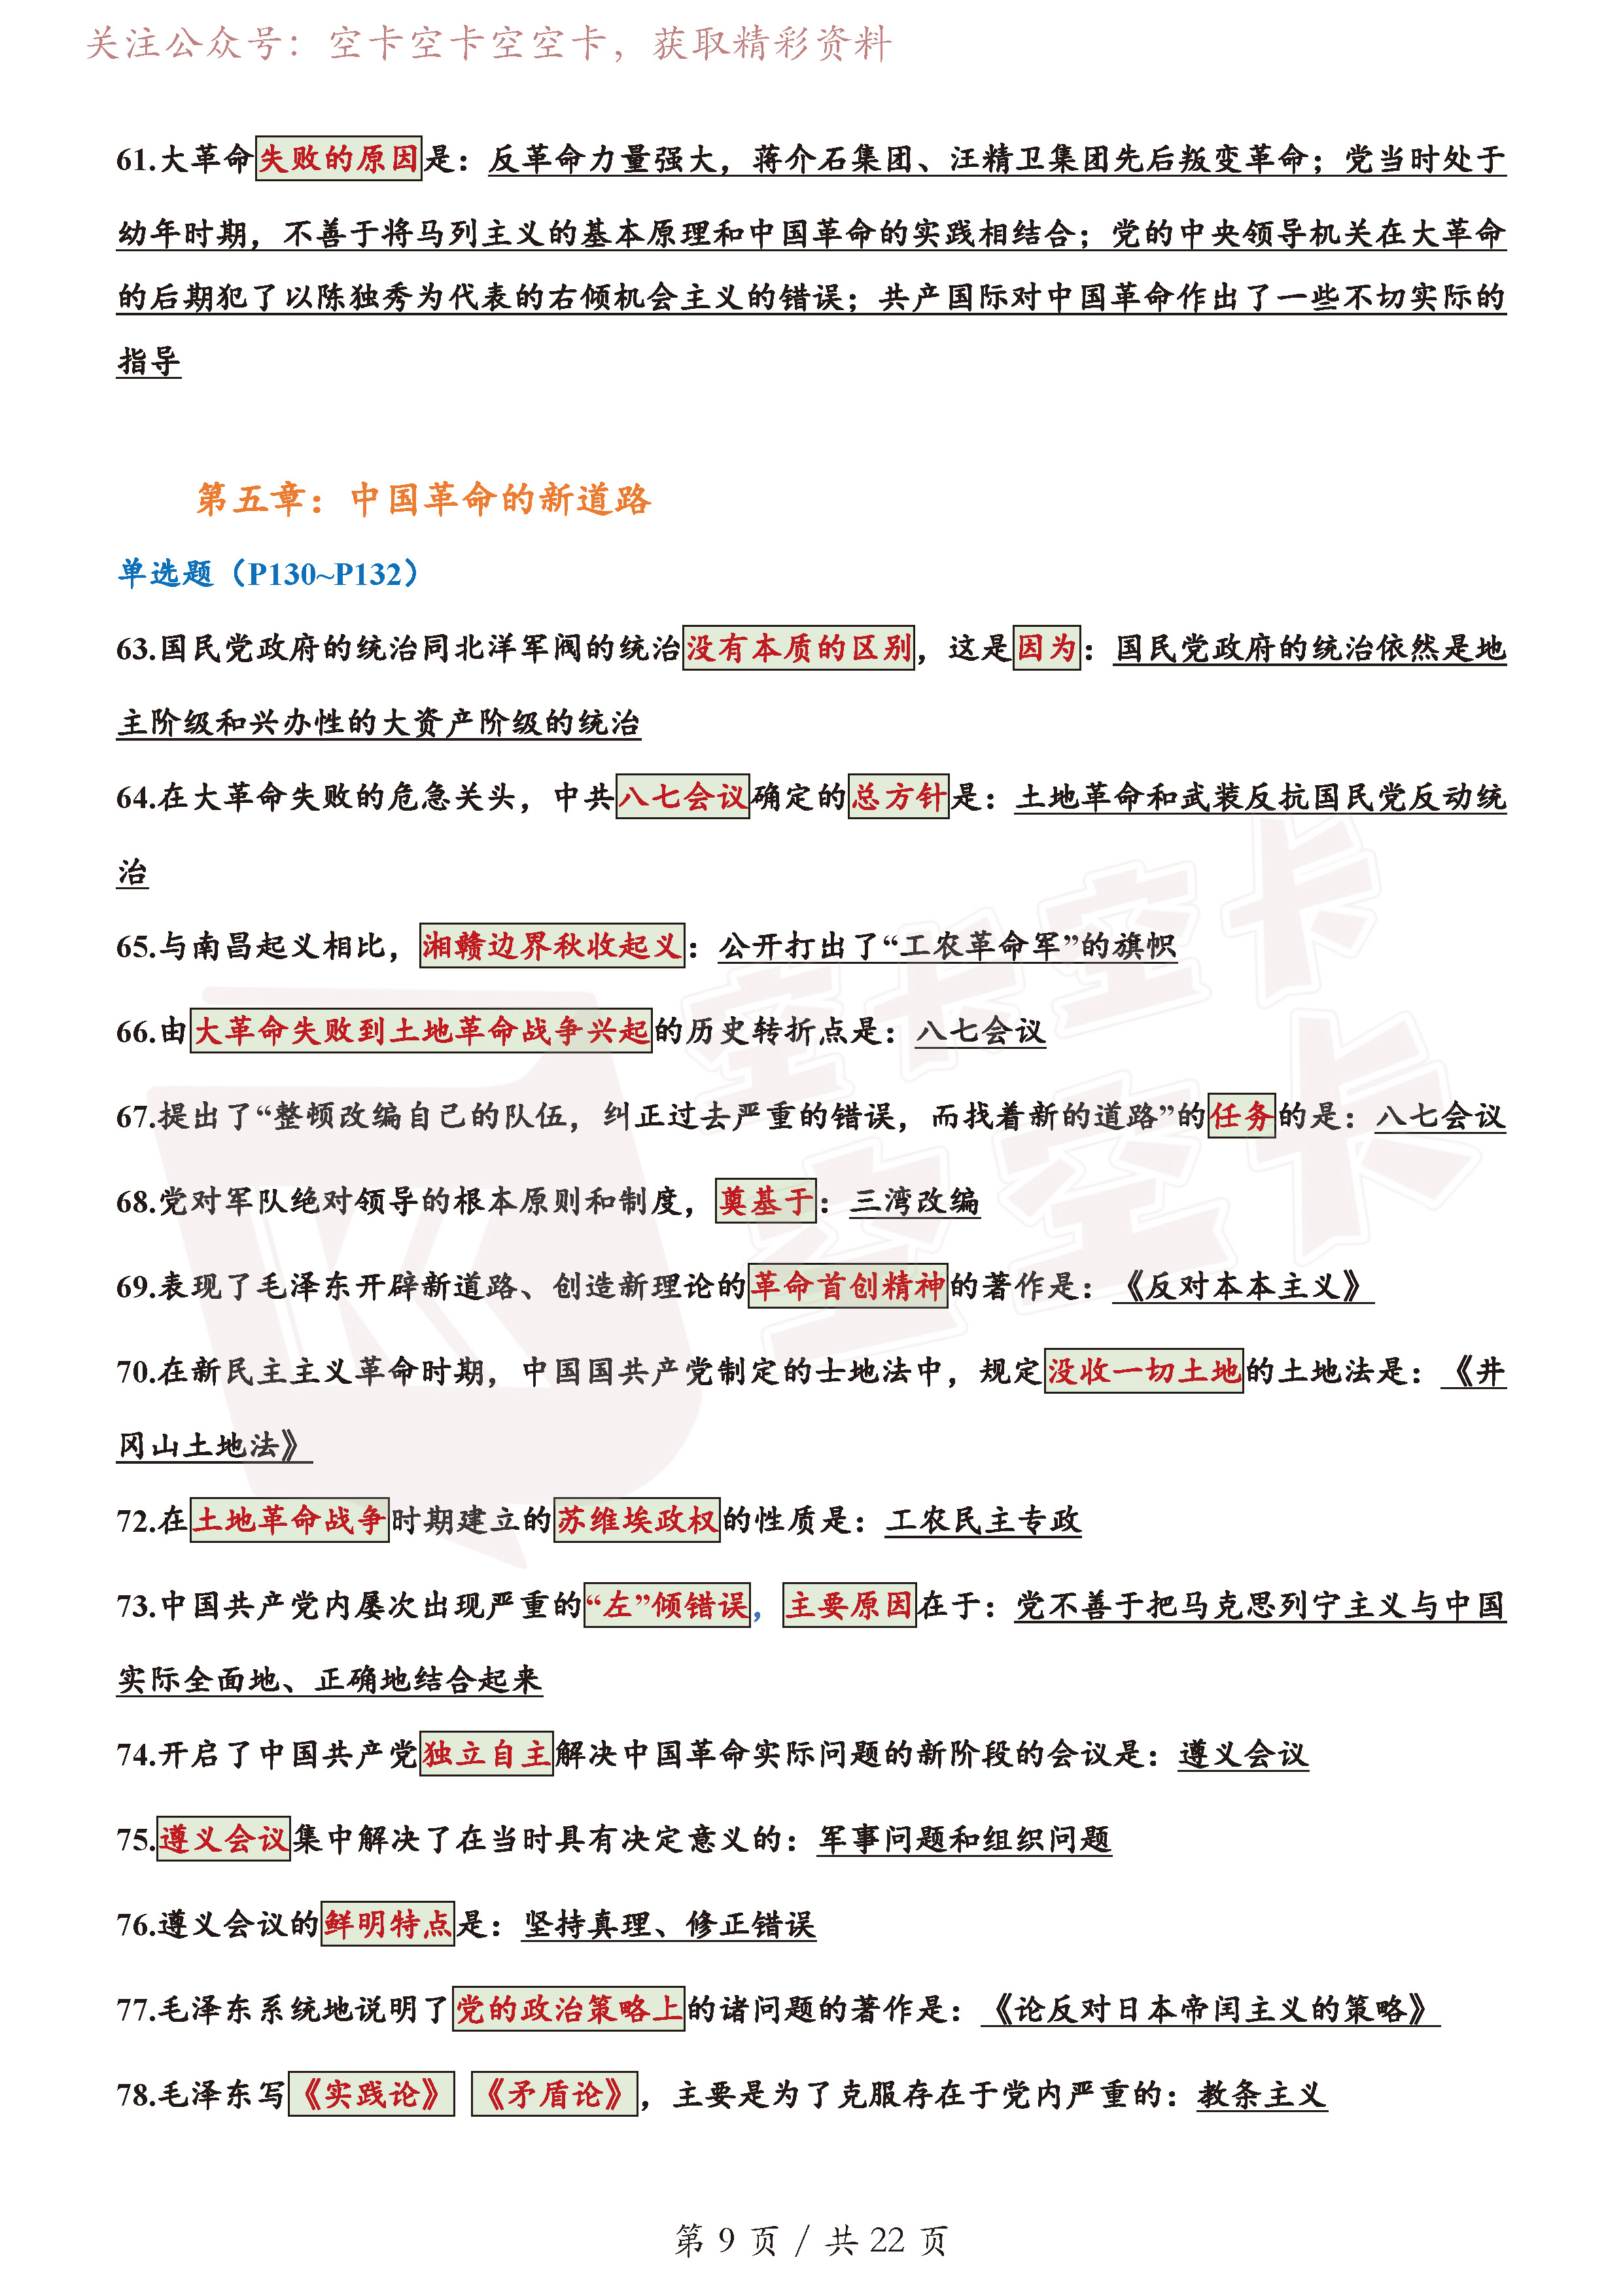 关注公众号：空卡空卡空空卡，获取精彩资料
61.大革命失败的原因是：反革命力量强大，蒋介石集团、汪精卫集团先后叛变革命；党当时处于
幼年时期，不善于将马列主义的基本原理和中国革命的实践相结合；党的中央领导机关在大革命
的后期犯了以陈独秀为代表的右倾机会主义的错误；共产国际对中国革命作出了一些不切实际的
指导
第五章：中国革命的新道路
单选题（P130~P132）
63.国民党政府的统治同北洋军阀的统治没有本质的区别，这是因为：国民党政府的统治依然是地
主阶级和兴办性的大资产阶级的统治
64.在大革命失败的危急关头，中共八七会议确定的总方针是：土地革命和武装反抗国民党反动统
治
65.与南昌起义相比，湘赣边界秋收起义：公开打出了“工农革命军”的旗帜
66.由大革命失败到土地革命战争兴起的历史转折点是：八七会议
67.提出了“整顿改编自己的队伍，纠正过去严重的错误，而找着新的道路”的任务的是：八七会议
68.党对军队绝对领导的根本原则和制度，奠基于：三湾改编
69.表现了毛泽东开辟新道路、创造新理论的革命首创精神的著作是：《反对本本主义》
70.在新民主主义革命时期，中国国共产党制定的士地法中，规定没收一切土地的土地法是：《井
冈山土地法》
72.在土地革命战争时期建立的苏维埃政权的性质是：工农民主专政
73.中国共产党内屡次出现严重的“左”倾错误，主要原因在于：党不善于把马克思列宁主义与中国
实际全面地、正确地结合起来
74.开启了中国共产党独立自主解决中国革命实际问题的新阶段的会议是：遵义会议
75.遵义会议集中解决了在当时具有决定意义的：军事问题和组织问题
76.遵义会议的鲜明特点是：坚持真理、修正错误
77.毛泽东系统地说明了党的政治策略上的诸问题的著作是：《论反对日本帝闰主义的策略》
78.毛泽东写《实践论》 《矛盾论》，主要是为了克服存在于党内严重的：教条主义
空卡空卡
空空卡
第 9 页 / 共 22 页